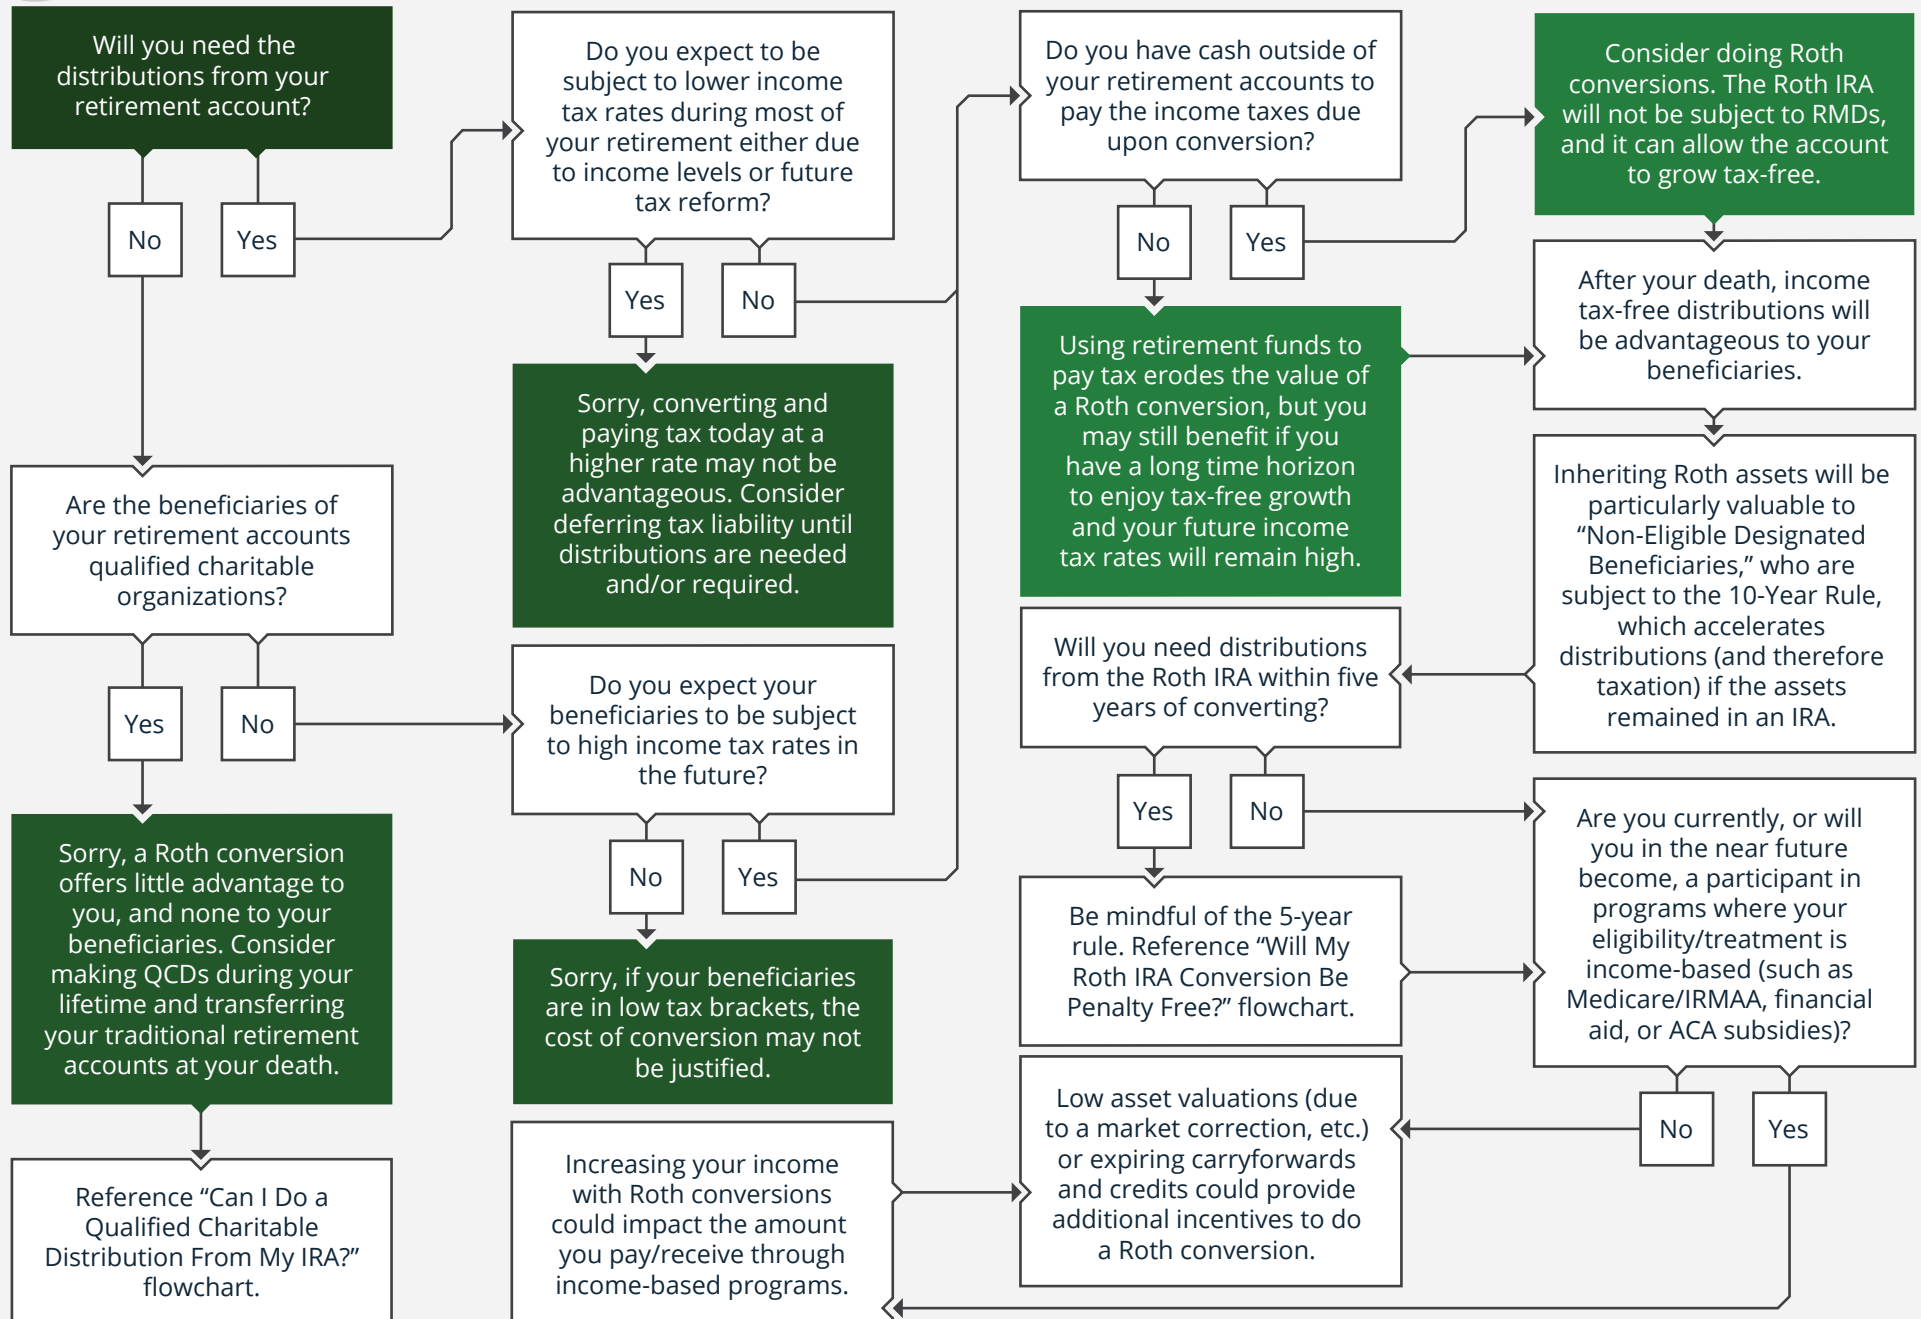 Will you need the
distributions from your
retirement account?
No
Yes
Do you expect to be
subject to lower income
tax rates during most of
your retirement either due
to income levels or future
tax reform?
Yes
No
Sorry, converting and
paying tax today at a
higher rate may not be
advantageous. Consider
deferring tax liability until
distributions are needed
and/or required.
Are the beneficiaries of
your retirement accounts
qualified charitable
organizations?
Yes
No
Sorry, a Roth conversion
offers little advantage to
you, and none to your
beneficiaries. Consider
making QCDs during your
lifetime and transferring
your traditional retirement
accounts at your death.
Reference “Can I Do a
Qualified Charitable
Distribution From My IRA?”
flowchart.
Do you expect your
beneficiaries to be subject
to high income tax rates in
the future?
No
Yes
Sorry, if your beneficiaries
are in low tax brackets, the
cost of conversion may not
be justified.
Do you have cash outside of
your retirement accounts to
pay the income taxes due
upon conversion?
No
Yes
Using retirement funds to
pay tax erodes the value of
a Roth conversion, but you
may still benefit if you
have a long time horizon
to enjoy tax-free growth
and your future income
tax rates will remain high.
Consider doing Roth
conversions. The Roth IRA
will not be subject to RMDs,
and it can allow the account
to grow tax-free.
After your death, income
tax-free distributions will
be advantageous to your
beneficiaries.
Inheriting Roth assets will be
particularly valuable to
“Non-Eligible Designated
Beneficiaries,” who are
subject to the 10-Year Rule,
which accelerates
distributions (and therefore
taxation) if the assets
remained in an IRA.
Will you need distributions
from the Roth IRA within five
years of converting?
Yes
No
Be mindful of the 5-year
rule. Reference “Will My
Roth IRA Conversion Be
Penalty Free?” flowchart.
Are you currently, or will
you in the near future
become, a participant in
programs where your
eligibility/treatment is
income-based (such as
Medicare/IRMAA, financial
aid, or ACA subsidies)?
No
Yes
Increasing your income
with Roth conversions
could impact the amount
you pay/receive through
income-based programs.
Low asset valuations (due
to a market correction, etc.)
or expiring carryforwards
and credits could provide
additional incentives to do
a Roth conversion.